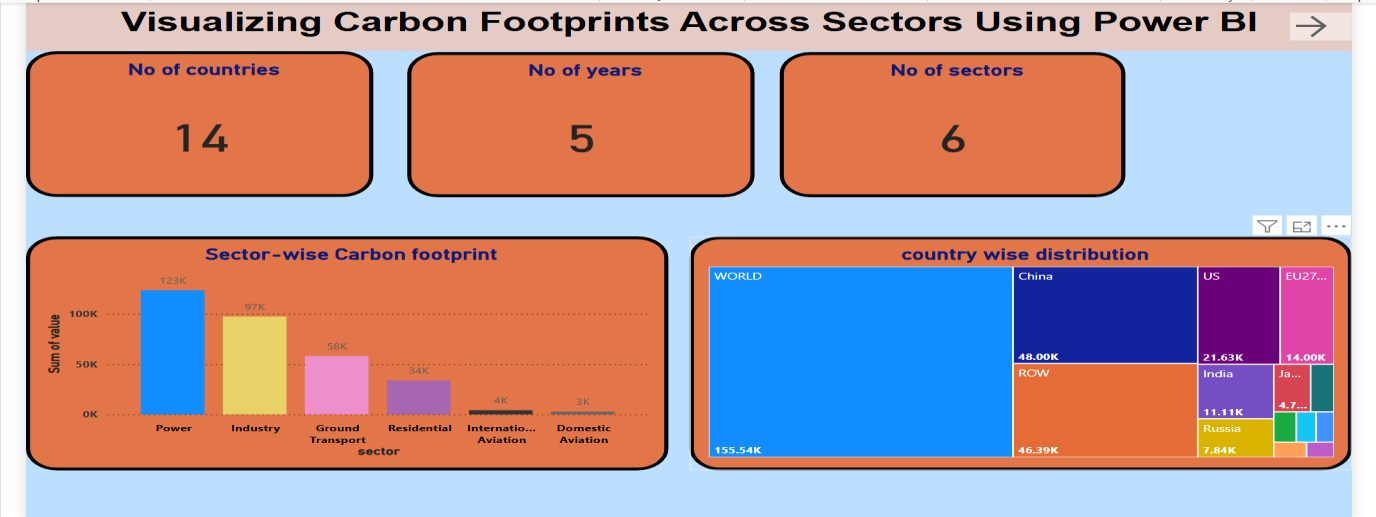 Visualizing Carbon Footprints Across Sectors Using Power BI
No of countries
14
No of years
5
No of sectors
6
Sector-wise Carbon footprint
Sum of value
100K
50K
0K
123K
97K
58K
34K
4K
3K
Power
Industry
Ground
Transport
Residential
Internatio...
Aviation
Domestic
Aviation
sector
country wise distribution
WORLD
155.54K
China
48.00K
ROW
46.39K
US
21.63K
EU27...
14.00K
India
11.11K
Russia
7.84K
Ja...
4.7...